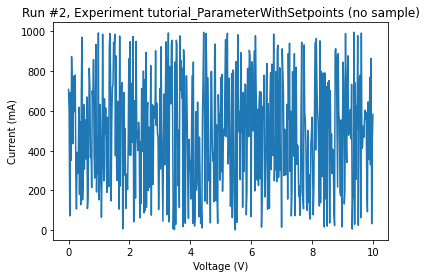 Run #2, Experiment tutorial_ParameterWithSetpoints (no sample)
1000
800
600
400
200
0
Current (mA)
0 2 4 6 8 10
Voltage (V)